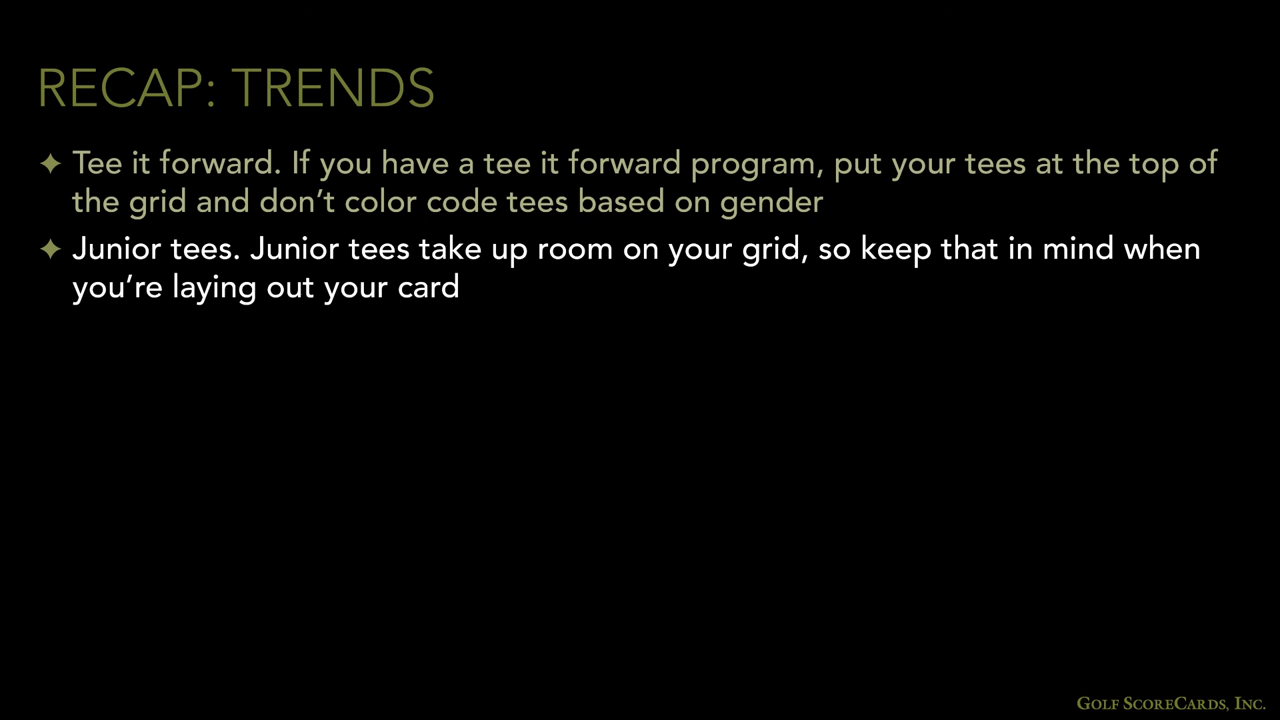 RECAP: TRENDS
✦ Tee it forward. If you have a tee it forward program, put your tees at the top of
the grid and don’t color code tees based on gender
✦ Junior tees. Junior tees take up room on your grid, so keep that in mind when
you’re laying out your card
GOLF SCORECARDS, INC.